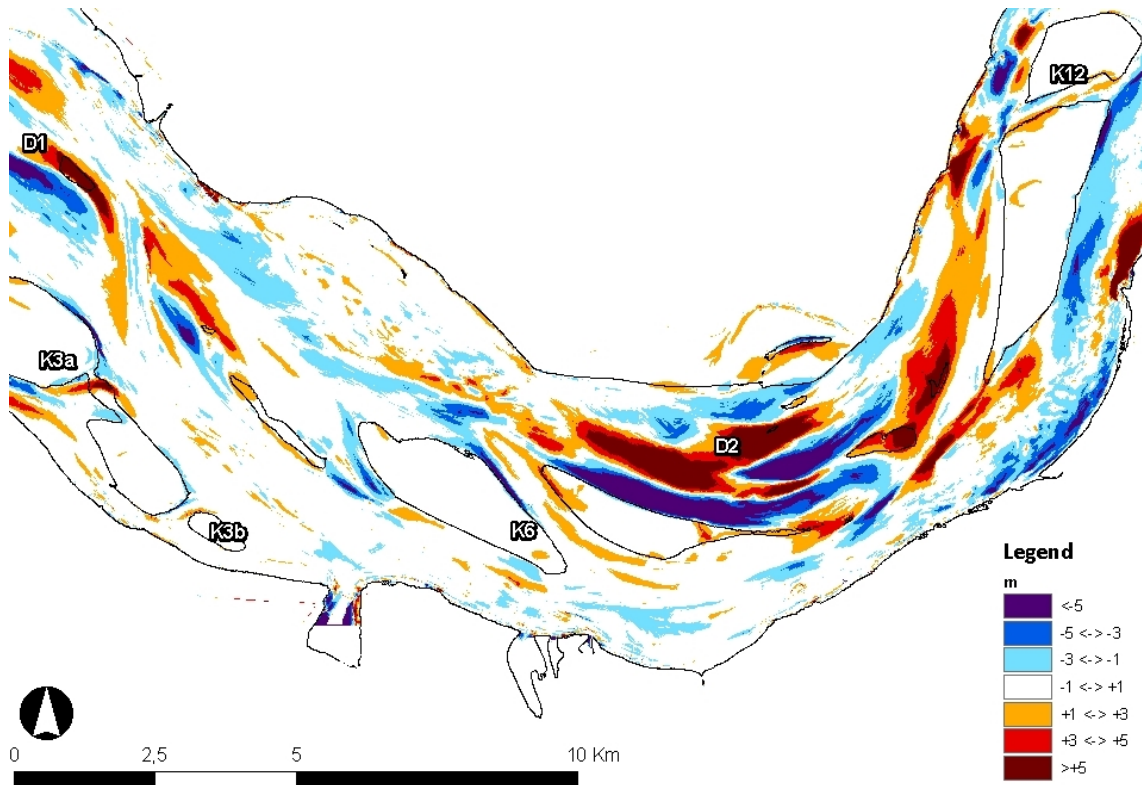 K12
D1
K3a
D2
K6
K3b
Legend
m
<-5
-5 <-> -3
-3 <-> -1
-1 <-> +1
+1 <-> +3
+3 <-> +5
>+5
0 2,5 5 10 Km